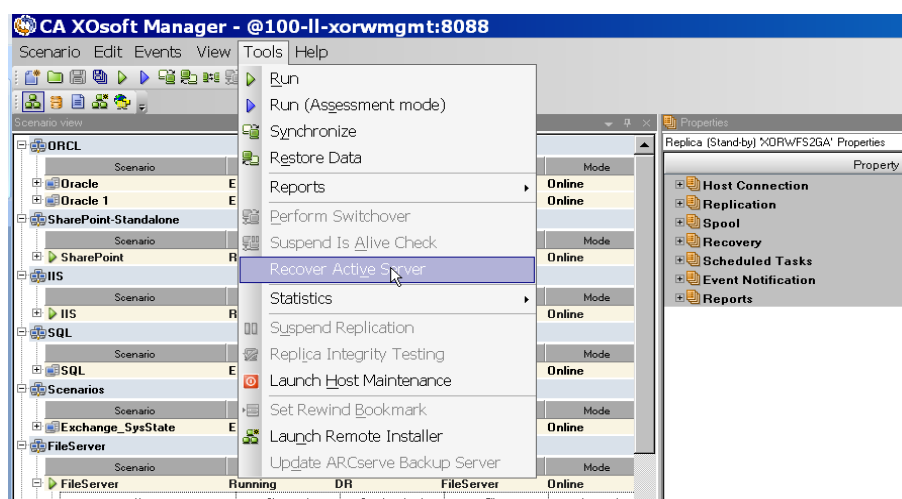 CA XOsoft Manager - @100-ll-xorwmgmt:8088
Scenario Edit Events View Tools Help
Scenario view
Properties
Replica (Stand-by) 'XORWFS2GA' Properties
Property
Host Connection
Replication
Spool
Recovery
Scheduled Tasks
Event Notification
Reports
Run
Run (Assessment mode)
Synchronize
Restore Data
Reports
Perform Switchover
Suspend Is Alive Check
Recover Active Server
Statistics
Suspend Replication
Replica Integrity Testing
Launch Host Maintenance
Set Rewind Bookmark
Launch Remote Installer
Update ARCserve Backup Server
ORCL
Scenario Mode
Oracle E Online
Oracle 1 E Online
SharePoint-Standalone
Scenario Mode
SharePoint R Online
IIS
Scenario Mode
IIS R Online
SQL
Scenario Mode
SQL E Online
Scenarios
Scenario Mode
Exchange_SysState E Online
FileServer
Scenario Mode
FileServer Running DR FileServer Online